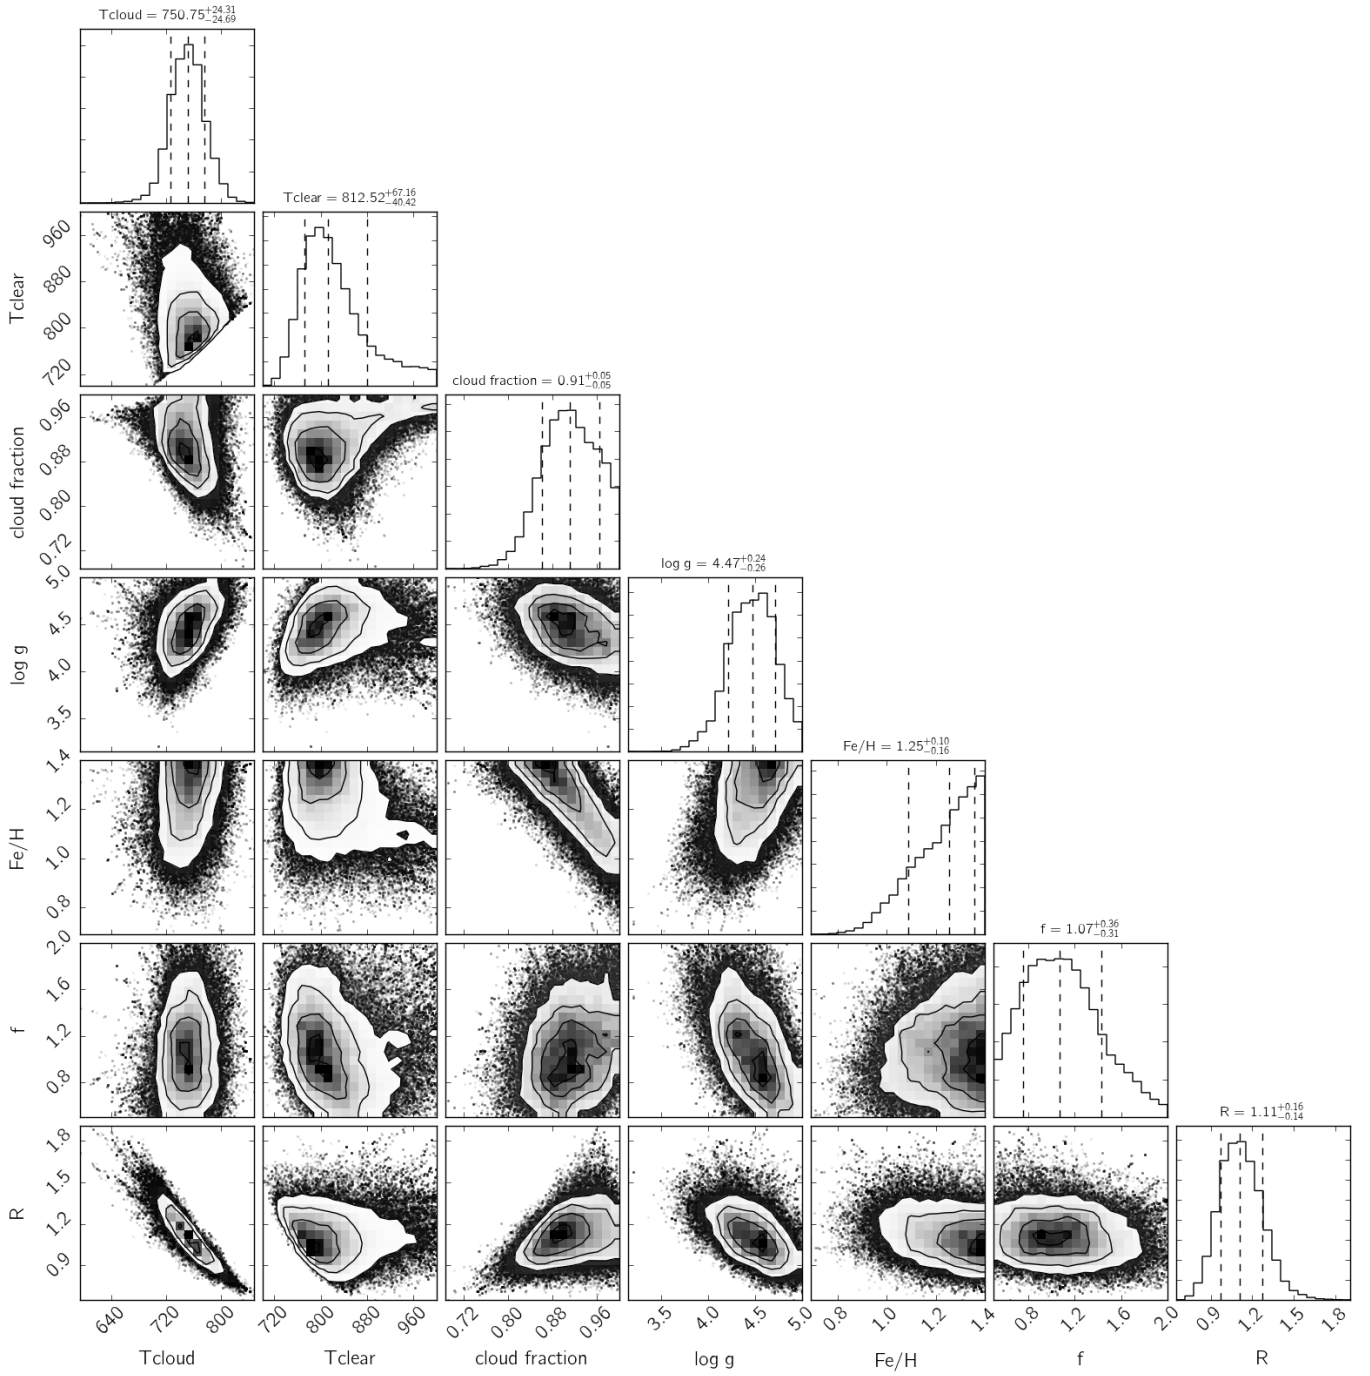 Tcloud = 750.75+24.31−24.69
Tclear = 812.52+67.16−40.42
960
880
800
720
Tclear
cloud fraction = 0.91+0.05−0.05
0.96
0.88
0.80
0.72
cloud fraction
log g = 4.47+0.24−0.26
5.0
4.5
4.0
3.5
log g
Fe/H = 1.25+0.10−0.16
1.4
1.2
1.0
0.8
Fe/H
f = 1.07+0.36−0.31
2.0
1.6
1.2
0.8
f
R = 1.11+0.16−0.14
1.8
1.5
1.2
0.9
R
640 720 800 720 800 880 960 0.72 0.80 0.88 0.96 3.5 4.0 4.5 5.0 0.8 1.0 1.2 1.4 0.8 1.2 1.6 2.0 0.9 1.2 1.5 1.8
Tcloud Tclear cloud fraction log g Fe/H f R